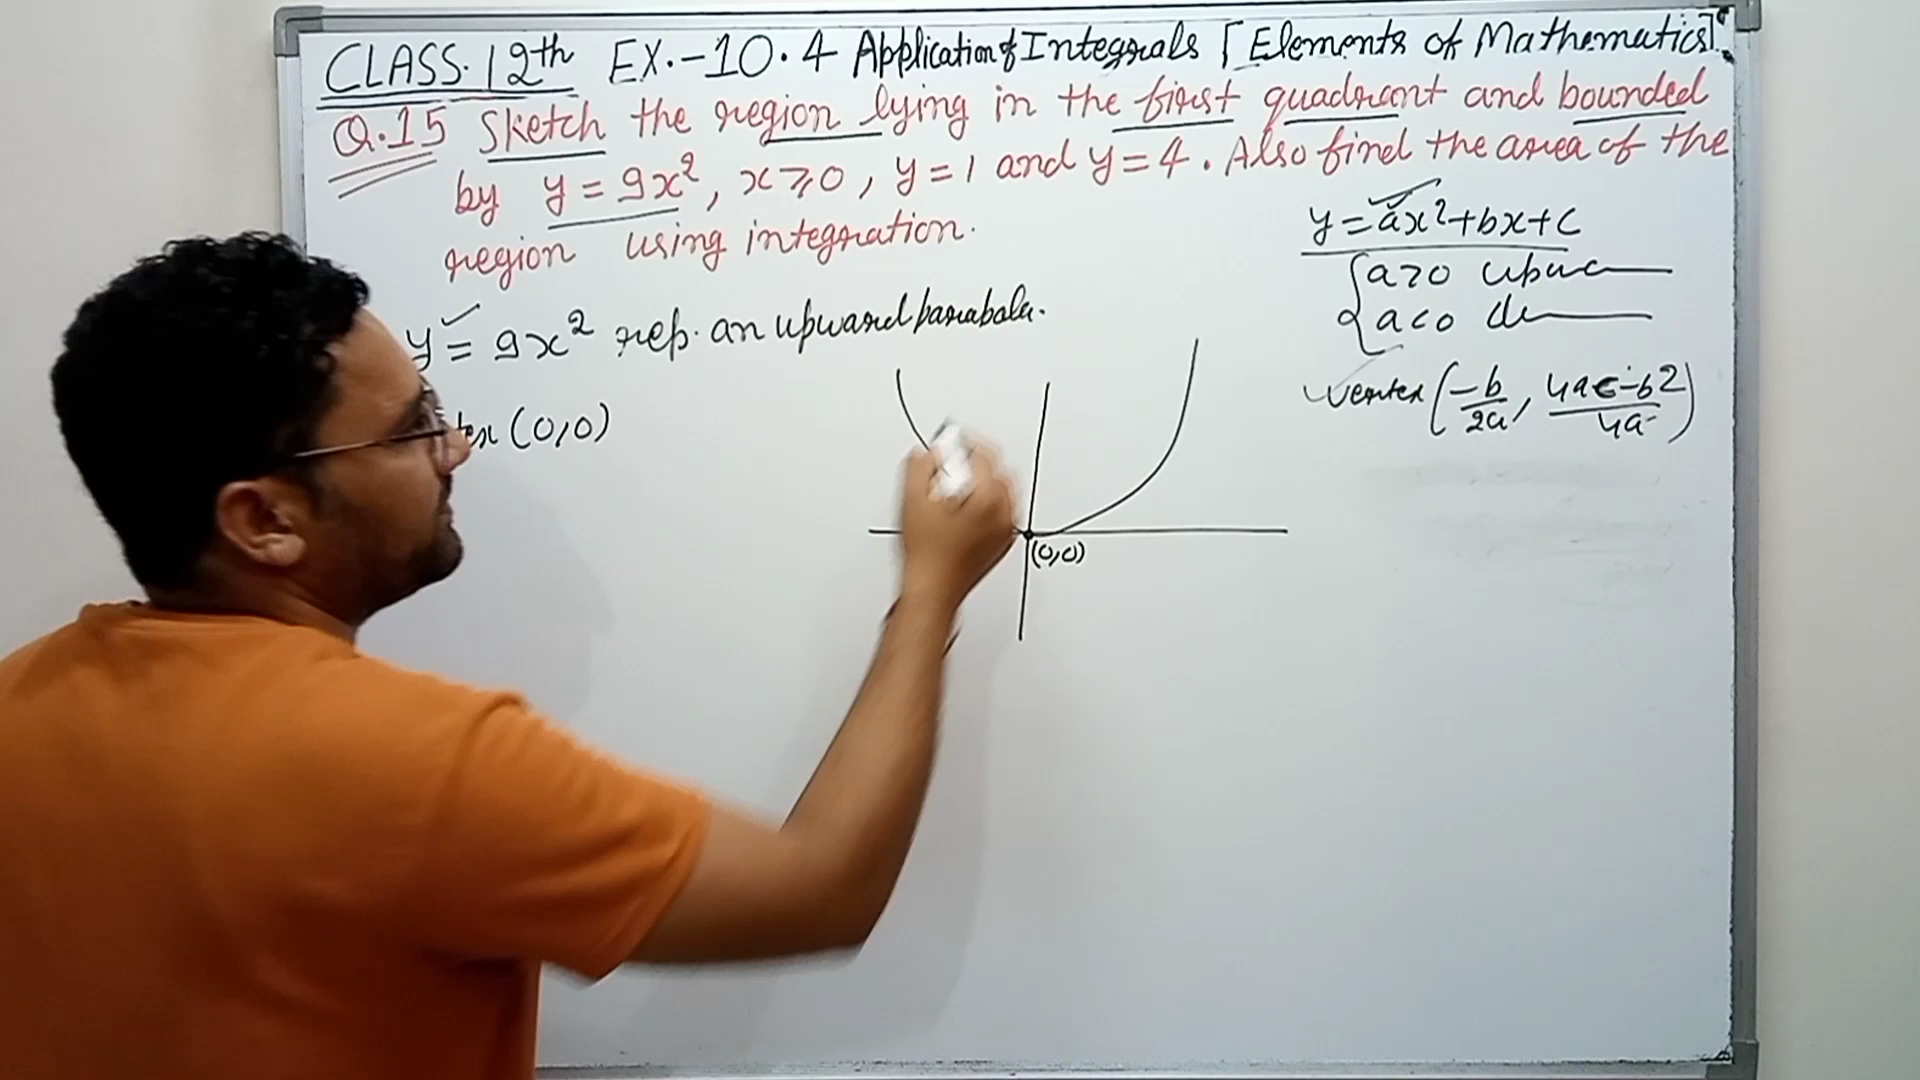 CLASS. 12th EX.-10.4 Application of Integrals [Elements of Mathematics]
Q.15 Sketch the region lying in the first quadrant and bounded
by y = 9x², x ≥ 0, y = 1 and y = 4. Also find the area of the
region using integration.
y = ax² + bx + c
a > 0
a < 0
y = 9x² rep. an upward parabola.
vertex (-b/2a, 4ac-b²/4a)
(0,0)
(0,0)